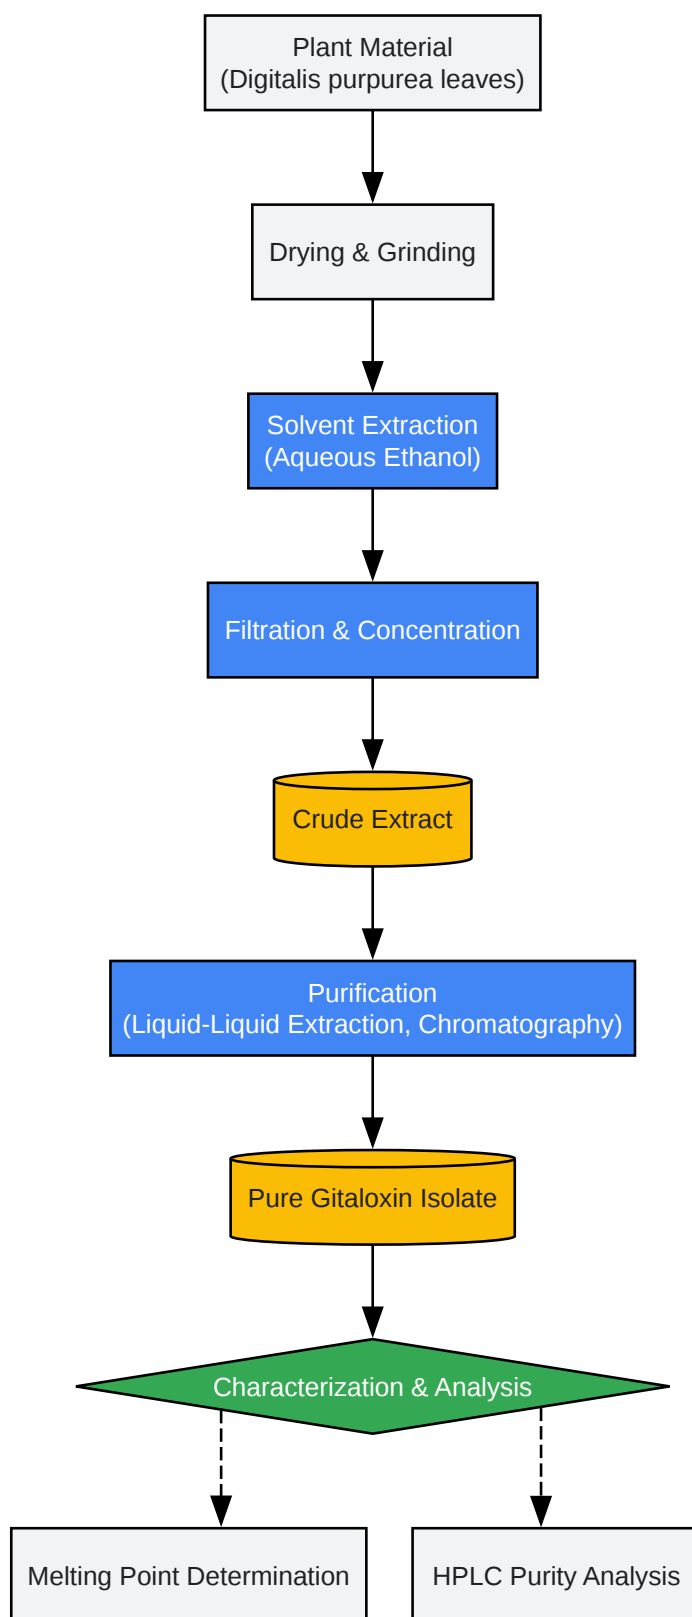 Plant Material
(Digitalis purpurea leaves)
Drying & Grinding
Solvent Extraction
(Aqueous Ethanol)
Filtration & Concentration
Crude Extract
Purification
(Liquid-Liquid Extraction, Chromatography)
Pure Gitaloxin Isolate
Characterization & Analysis
Melting Point Determination
HPLC Purity Analysis